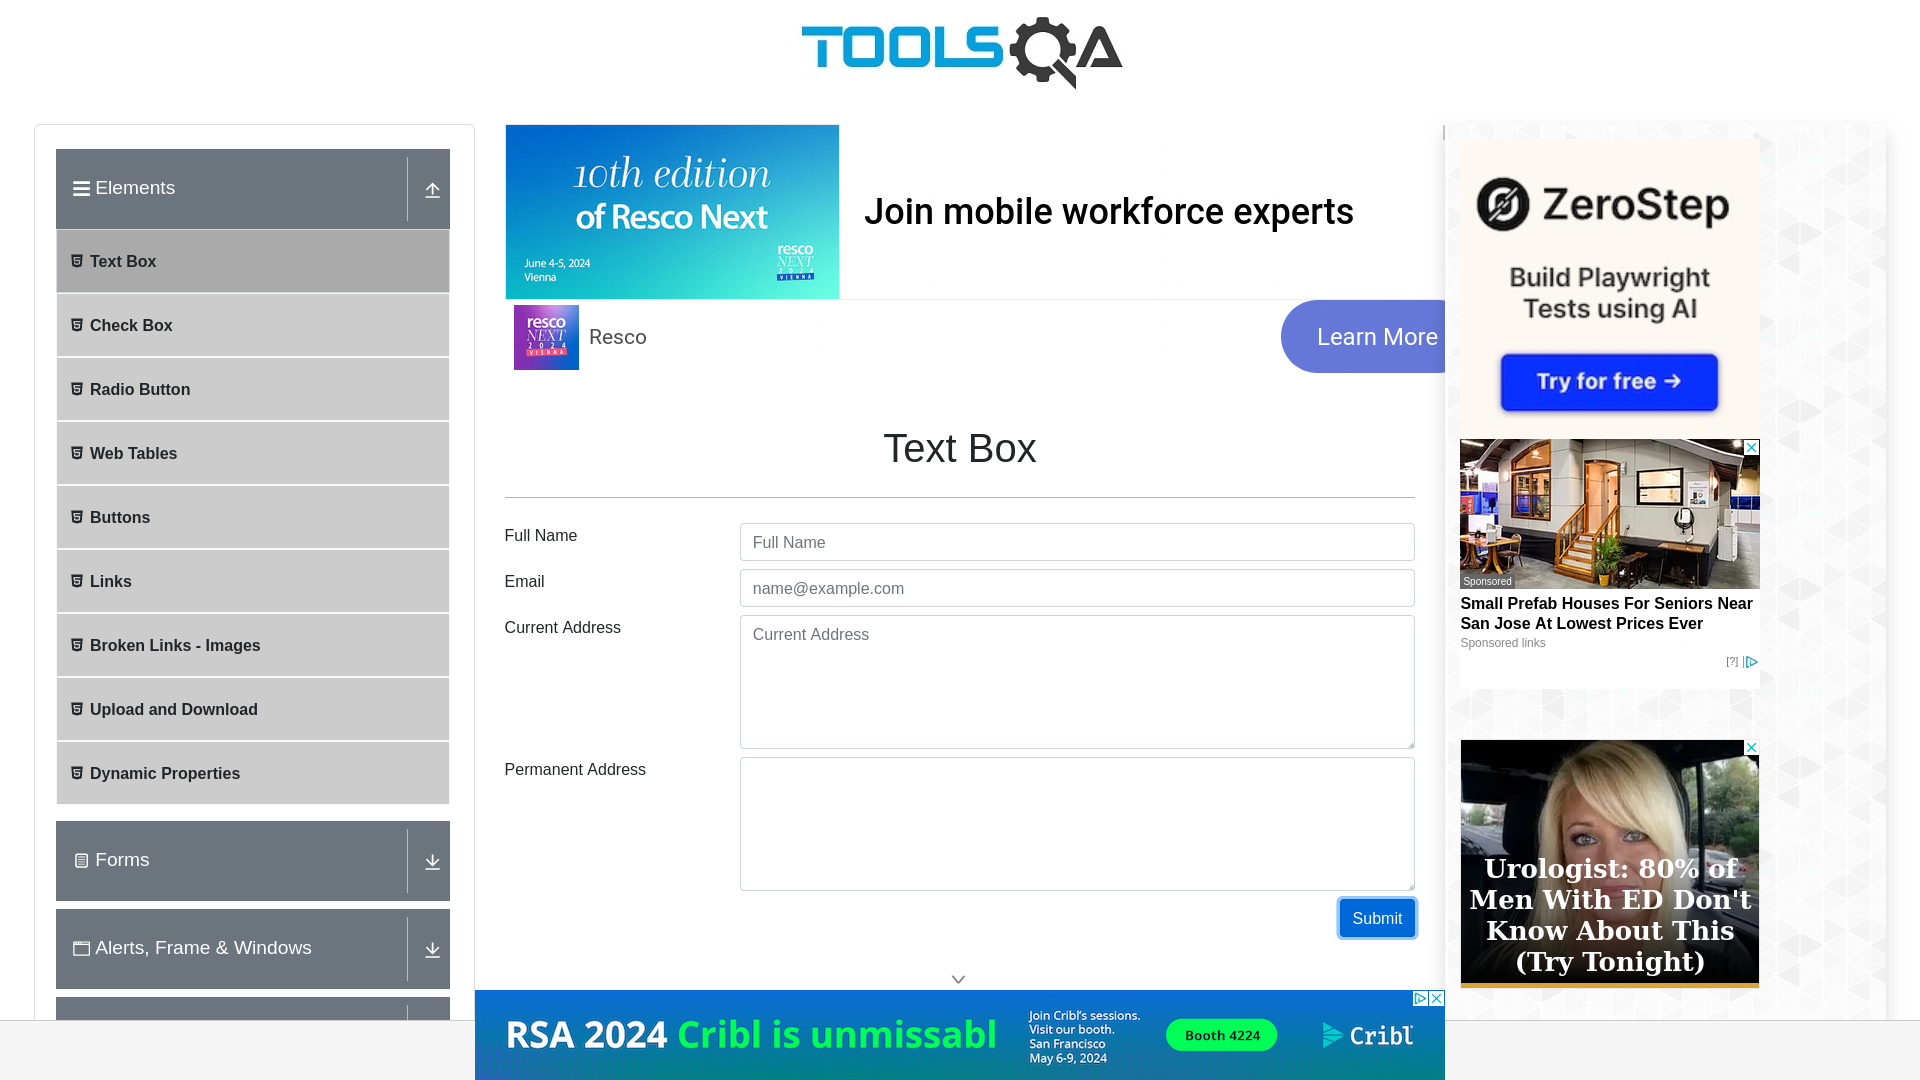 TOOLSQA
Elements
Text Box
Check Box
Radio Button
Web Tables
Buttons
Links
Broken Links - Images
Upload and Download
Dynamic Properties
Forms
Alerts, Frame & Windows
10th edition
of Resco Next
June 4-5, 2024
Vienna
resco
NEXT
2024
VIENNA
Join mobile workforce experts
resco
NEXT
2024
VIENNA
Resco
Learn More
Text Box
Full Name
Full Name
Email
name@example.com
Current Address
Current Address
Permanent Address
Submit
ZeroStep
Build Playwright
Tests using AI
Try for free →
Sponsored
Small Prefab Houses For Seniors Near
San Jose At Lowest Prices Ever
Sponsored links
[?]
Urologist: 80% of
Men With ED Don't
Know About This
(Try Tonight)
RSA 2024 Cribl is unmissabl
Join Cribl's sessions.
Visit our booth.
San Francisco
May 6-9, 2024
Booth 4224
Cribl